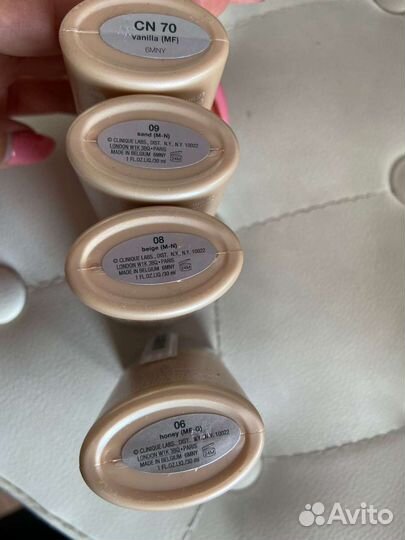 CN 70
vanilla (MF)
6MNY
09
sand (M-N)
© CLINIQUE LABS., DIST. N.Y., N.Y. 10022
LONDON W1K 3BQ•PARIS
MADE IN BELGIUM 6MNY 24M
1 FL.OZ.LIQ./30 ml
08
beige (M-N)
© CLINIQUE LABS., DIST. N.Y., N.Y. 10022
LONDON W1K 3BQ•PARIS
MADE IN BELGIUM 6MNY 24M
1 FL.OZ.LIQ./30 ml
06
honey (MF-G)
© CLINIQUE LABS., DIST. N.Y., N.Y. 10022
LONDON W1K 3BQ•PARIS
MADE IN BELGIUM 6MNY 24M
1 FL.OZ.LIQ./30 ml
Avito